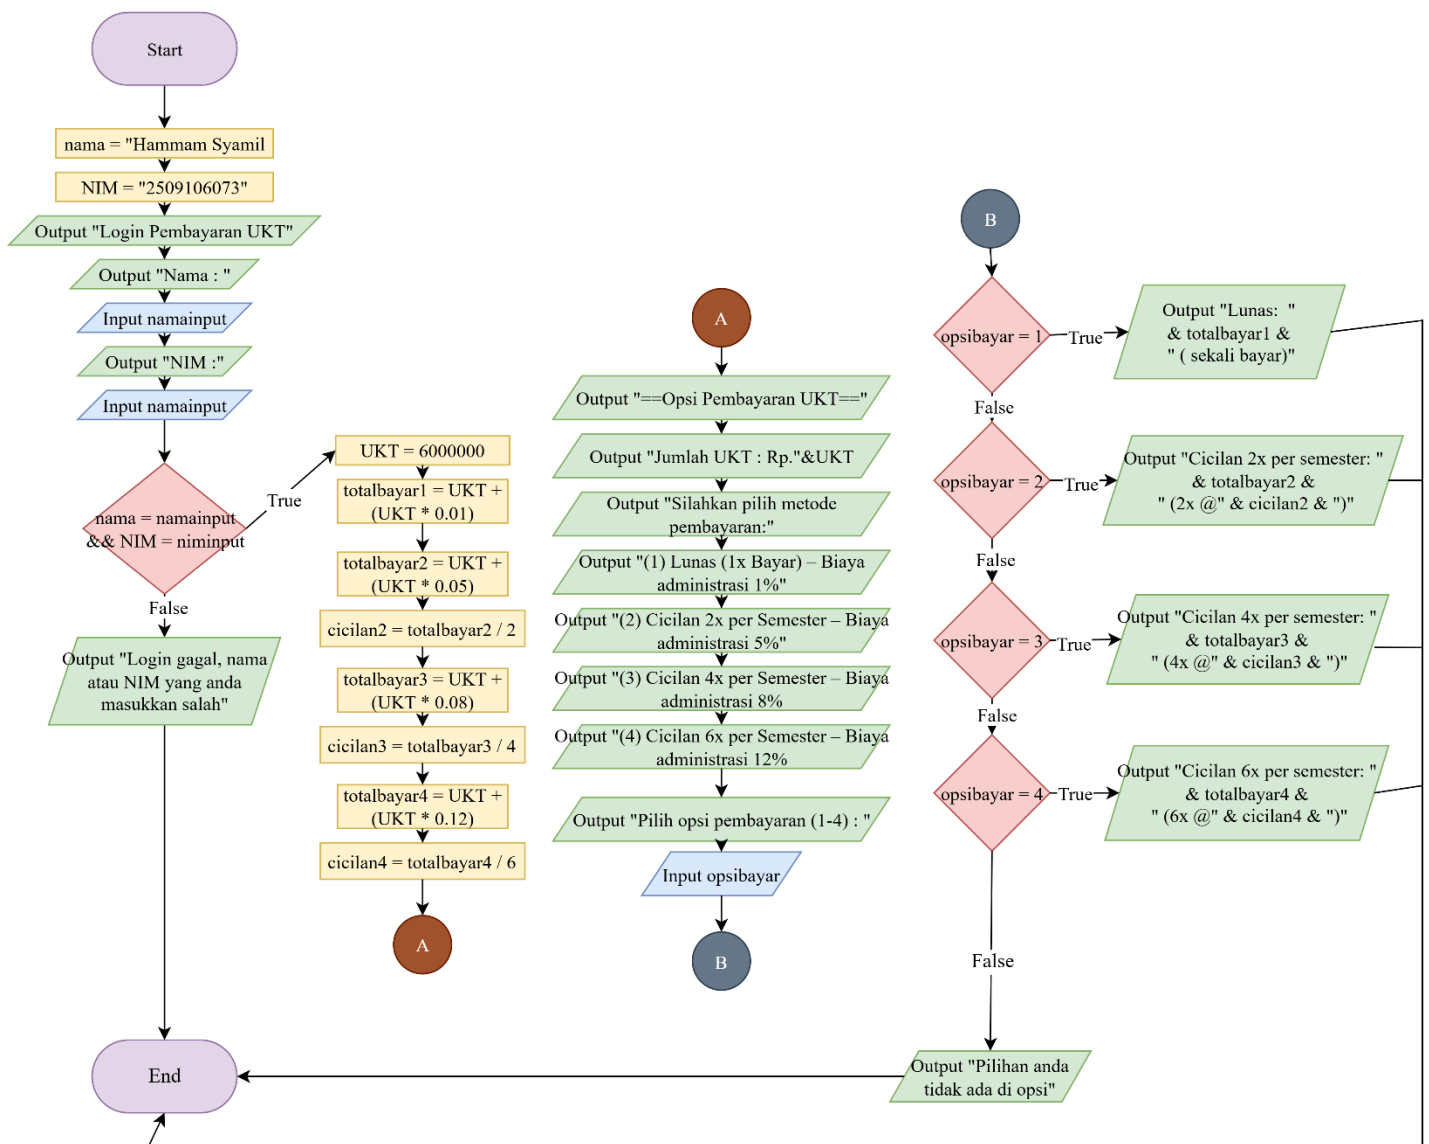 Start
nama = "Hammam Syamil
NIM = "2509106073"
Output "Login Pembayaran UKT"
Output "Nama : "
Input namainput
Output "NIM :"
Input namainput
nama = namainput
&& NIM = niminput
True
False
Output "Login gagal, nama
atau NIM yang anda
masukkan salah"
End
UKT = 6000000
totalbayar1 = UKT +
(UKT * 0.01)
totalbayar2 = UKT +
(UKT * 0.05)
cicilan2 = totalbayar2 / 2
totalbayar3 = UKT +
(UKT * 0.08)
cicilan3 = totalbayar3 / 4
totalbayar4 = UKT +
(UKT * 0.12)
cicilan4 = totalbayar4 / 6
A
A
Output "==Opsi Pembayaran UKT=="
Output "Jumlah UKT : Rp."&UKT
Output "Silahkan pilih metode
pembayaran:"
Output "(1) Lunas (1x Bayar) – Biaya
administrasi 1%"
Output "(2) Cicilan 2x per Semester – Biaya
administrasi 5%"
Output "(3) Cicilan 4x per Semester – Biaya
administrasi 8%
Output "(4) Cicilan 6x per Semester – Biaya
administrasi 12%
Output "Pilih opsi pembayaran (1-4) : "
Input opsibayar
B
B
opsibayar = 1
True
Output "Lunas:  "
& totalbayar1 &
" ( sekali bayar)"
False
opsibayar = 2
True
Output "Cicilan 2x per semester: "
& totalbayar2 &
" (2x @" & cicilan2 & ")"
False
opsibayar = 3
True
Output "Cicilan 4x per semester: "
& totalbayar3 &
" (4x @" & cicilan3 & ")"
False
opsibayar = 4
True
Output "Cicilan 6x per semester: "
& totalbayar4 &
" (6x @" & cicilan4 & ")"
False
Output "Pilihan anda
tidak ada di opsi"